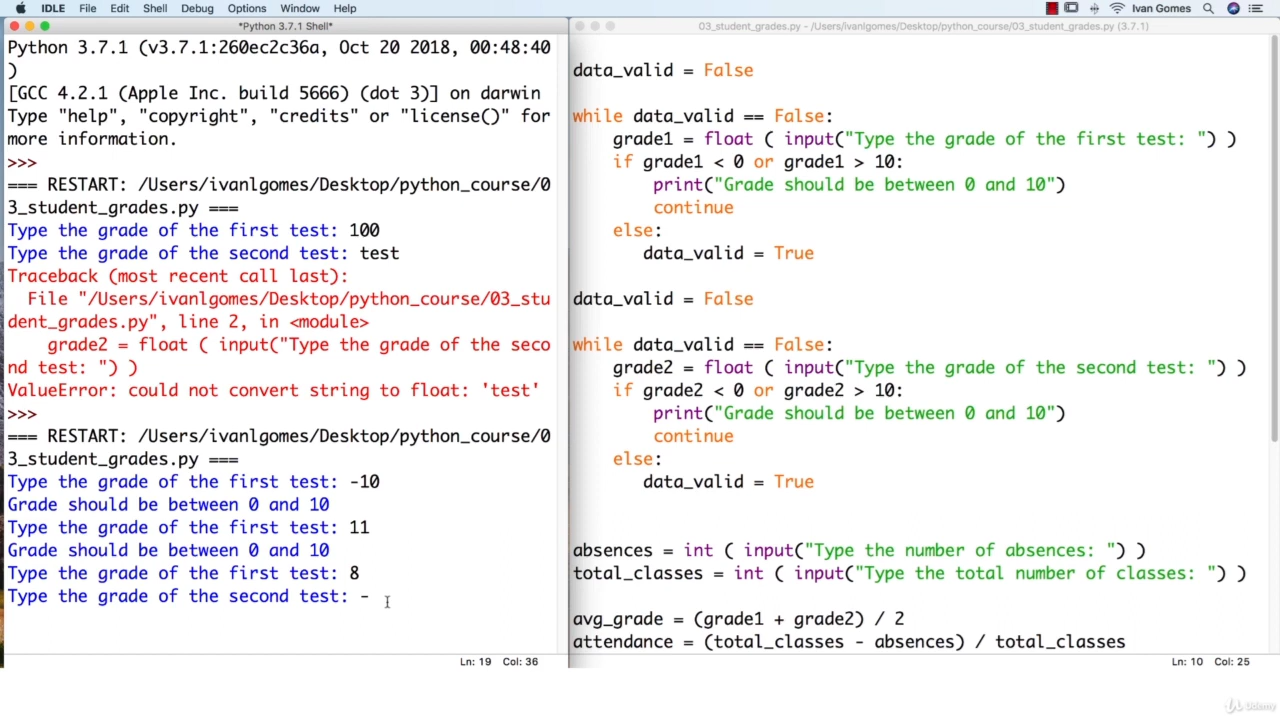 IDLE File Edit Shell Debug Options Window Help Ivan Gomes
*Python 3.7.1 Shell*
Python 3.7.1 (v3.7.1:260ec2c36a, Oct 20 2018, 00:48:40
)
[GCC 4.2.1 (Apple Inc. build 5666) (dot 3)] on darwin
Type "help", "copyright", "credits" or "license()" for
more information.
>>>
=== RESTART: /Users/ivanlgomes/Desktop/python_course/0
3_student_grades.py ===
Type the grade of the first test: 100
Type the grade of the second test: test
Traceback (most recent call last):
  File "/Users/ivanlgomes/Desktop/python_course/03_stu
dent_grades.py", line 2, in <module>
    grade2 = float ( input("Type the grade of the seco
nd test: ") )
ValueError: could not convert string to float: 'test'
>>>
=== RESTART: /Users/ivanlgomes/Desktop/python_course/0
3_student_grades.py ===
Type the grade of the first test: -10
Grade should be between 0 and 10
Type the grade of the first test: 11
Grade should be between 0 and 10
Type the grade of the first test: 8
Type the grade of the second test: -
Ln: 19 Col: 36
03_student_grades.py - /Users/ivanlgomes/Desktop/python_course/03_student_grades.py (3.7.1)
data_valid = False
while data_valid == False:
    grade1 = float ( input("Type the grade of the first test: ") )
    if grade1 < 0 or grade1 > 10:
        print("Grade should be between 0 and 10")
        continue
    else:
       data_valid = True
data_valid = False
while data_valid == False:
    grade2 = float ( input("Type the grade of the second test: ") )
    if grade2 < 0 or grade2 > 10:
        print("Grade should be between 0 and 10")
        continue
    else:
       data_valid = True
absences = int ( input("Type the number of absences: ") )
total_classes = int ( input("Type the total number of classes: ") )
avg_grade = (grade1 + grade2) / 2
attendance = (total_classes - absences) / total_classes
Ln: 10 Col: 25
Udemy